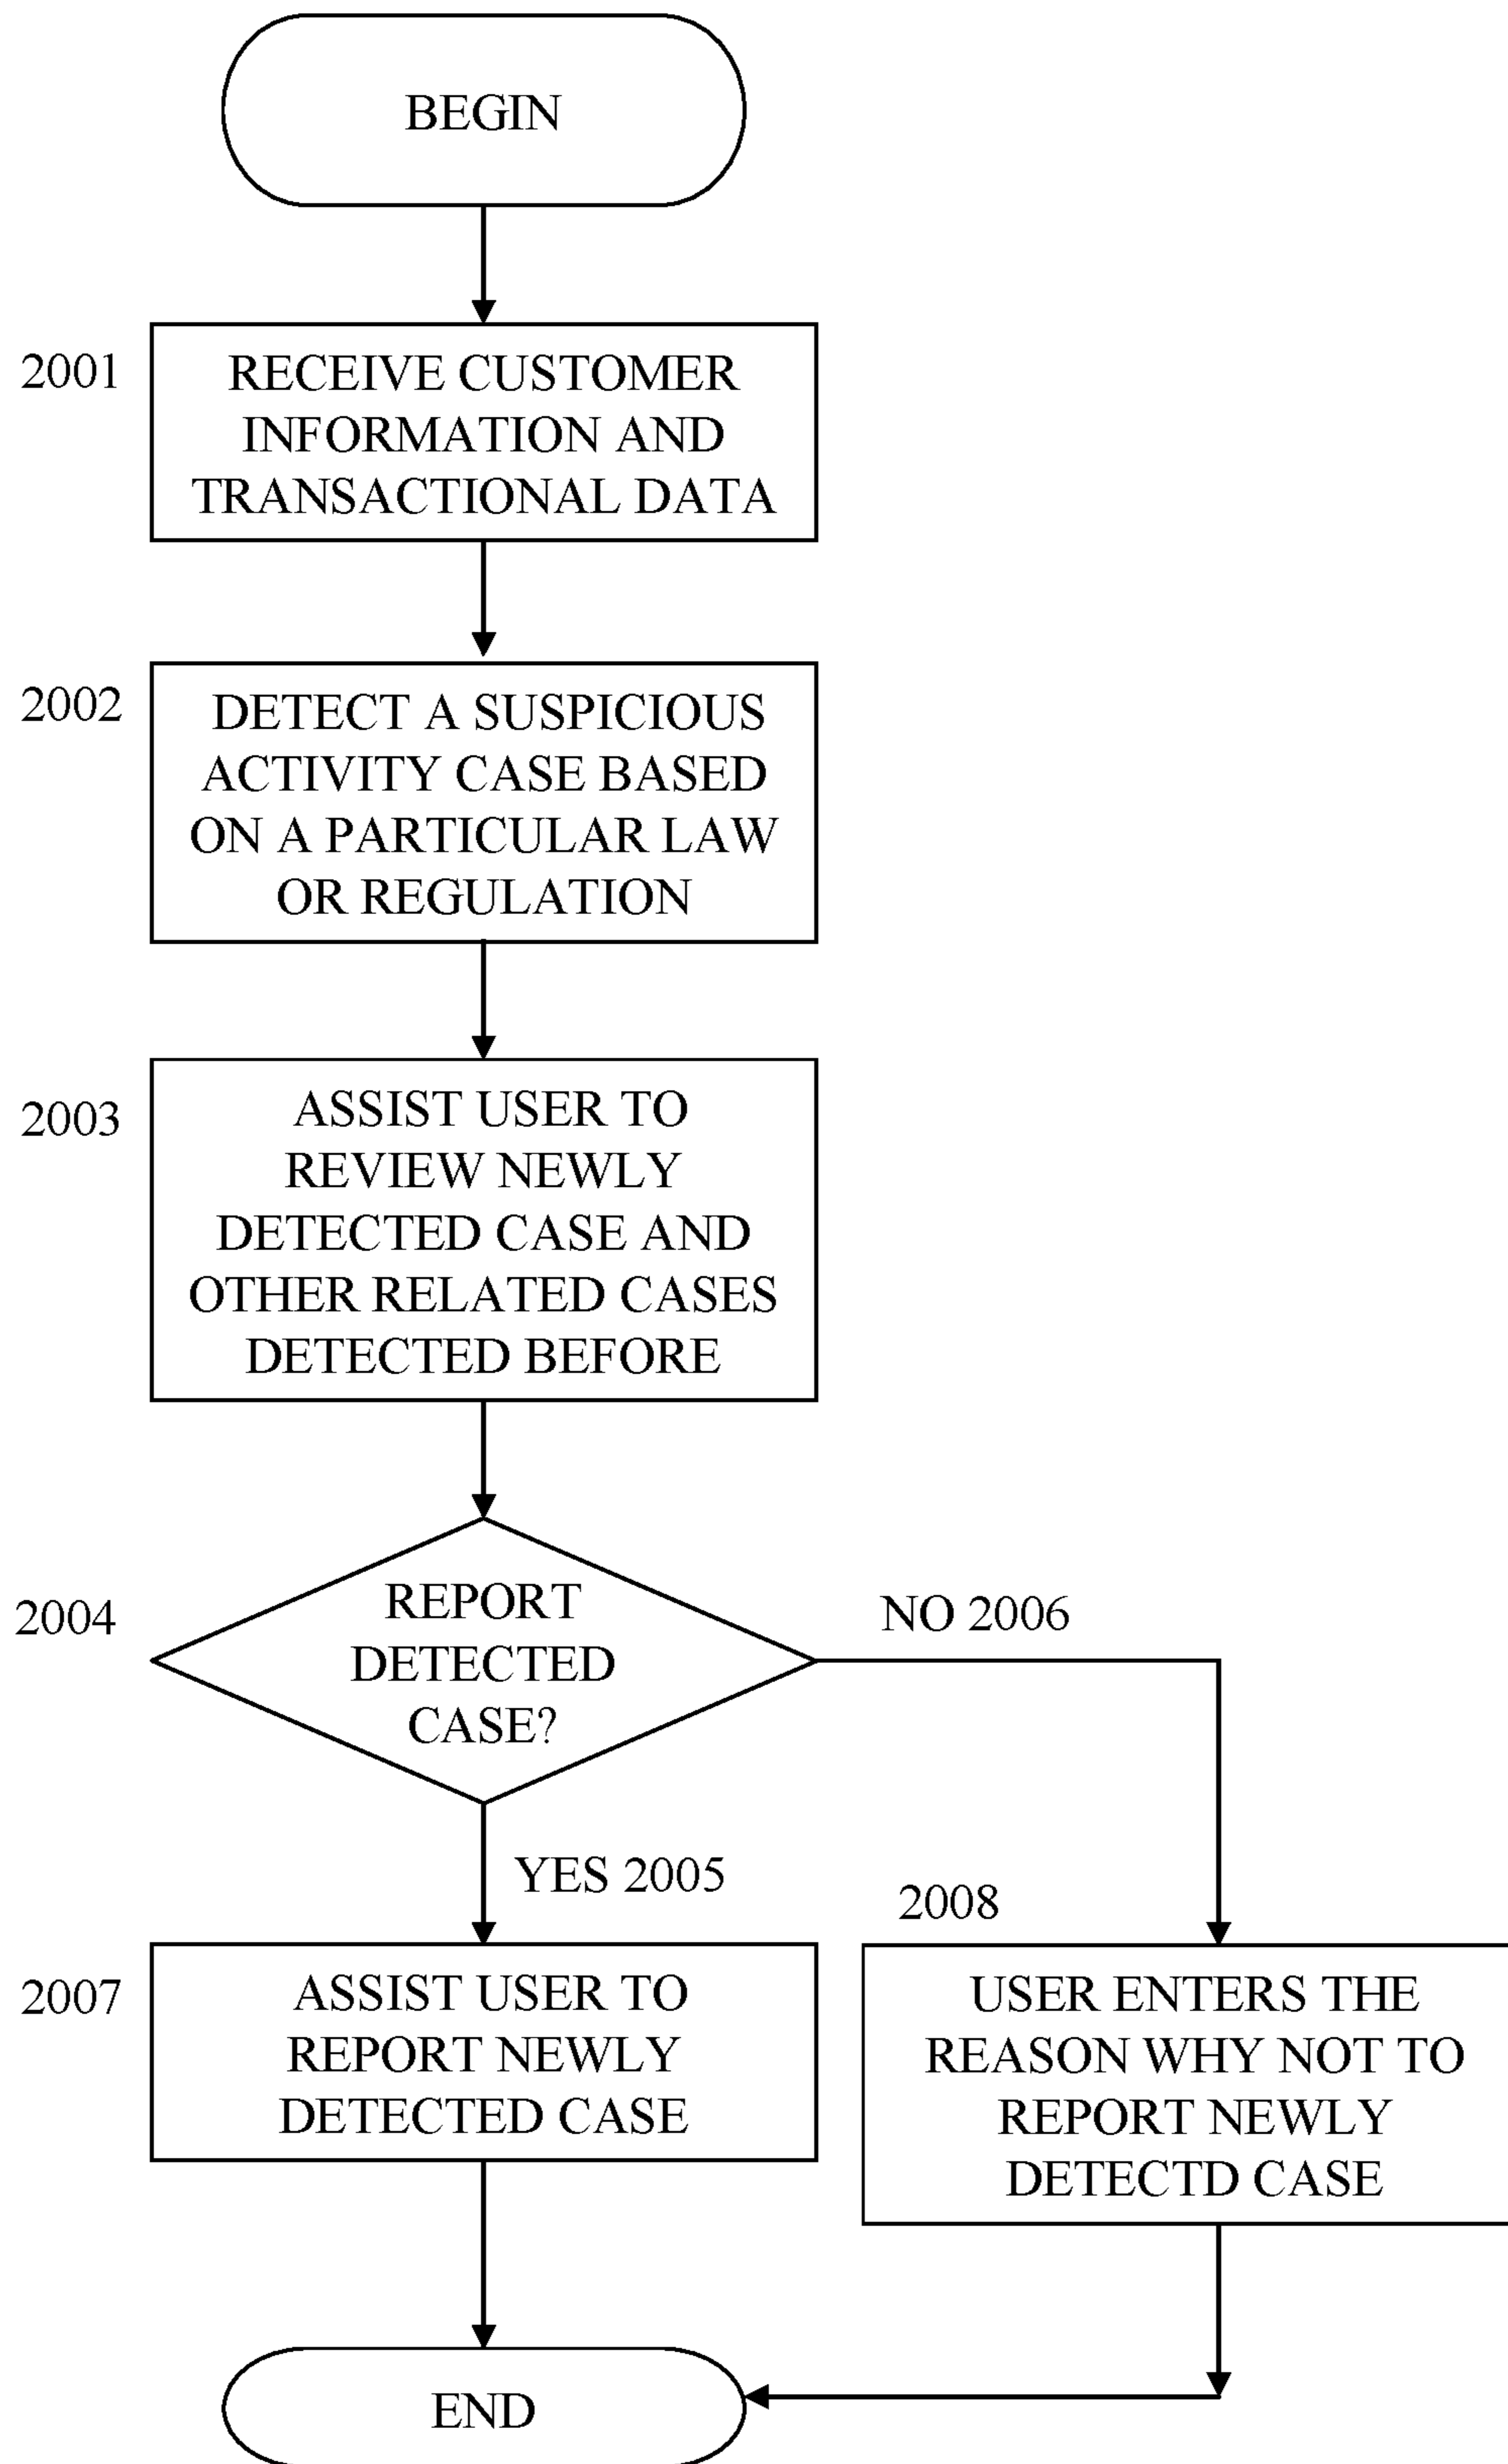 BEGIN
2001
RECEIVE CUSTOMER
INFORMATION AND
TRANSACTIONAL DATA
2002
DETECT A SUSPICIOUS
ACTIVITY CASE BASED
ON A PARTICULAR LAW
OR REGULATION
2003
ASSIST USER TO
REVIEW NEWLY
DETECTED CASE AND
OTHER RELATED CASES
DETECTED BEFORE
2004
REPORT
DETECTED
CASE?
NO 2006
YES 2005
2007
ASSIST USER TO
REPORT NEWLY
DETECTED CASE
2008
USER ENTERS THE
REASON WHY NOT TO
REPORT NEWLY
DETECTD CASE
END